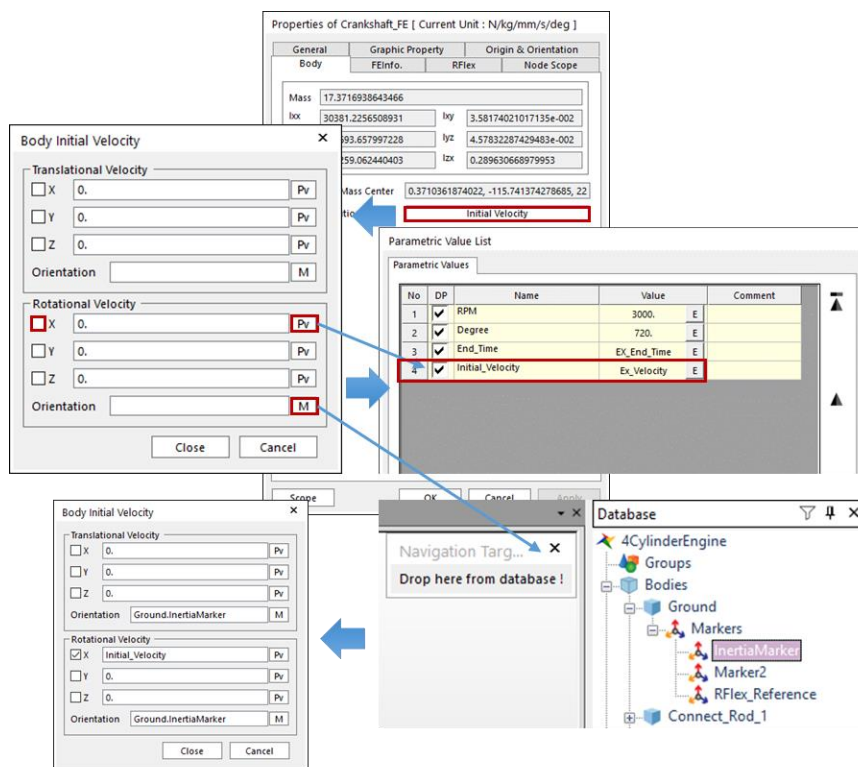 Properties of Crankshaft_FE [ Current Unit : N/kg/mm/s/deg ]
General Graphic Property Origin & Orientation
Body FEInfo. RFlex Node Scope
Mass 17.3716938643466
Ixx 30381.2256508931 Ixy 3.58174021017135e-002
593.657997228 Iyz 4.57832287429483e-002
259.062440403 Izx 0.289630668979953
Mass Center 0.3710361874022, -115.741374278685, 22
Initial Velocity
Body Initial Velocity ×
Translational Velocity
X 0. Pv
Y 0. Pv
Z 0. Pv
Orientation M
Rotational Velocity
X 0. Pv
Y 0. Pv
Z 0. Pv
Orientation M
Close Cancel
Parametric Value List
Parametric Values
No DP Name Value Comment
1 RPM 3000. E
2 Degree 720. E
3 End_Time EX_End_Time E
4 Initial_Velocity Ex_Velocity E
Scope OK Cancel Apply
Body Initial Velocity ×
Translational Velocity
X 0. Pv
Y 0. Pv
Z 0. Pv
Orientation Ground.InertiaMarker M
Rotational Velocity
X Initial_Velocity Pv
Y 0. Pv
Z 0. Pv
Orientation Ground.InertiaMarker M
Close Cancel
Navigation Targ... ×
Drop here from database !
Database
4CylinderEngine
Groups
Bodies
Ground
Markers
InertiaMarker
Marker2
RFlex_Reference
Connect_Rod_1